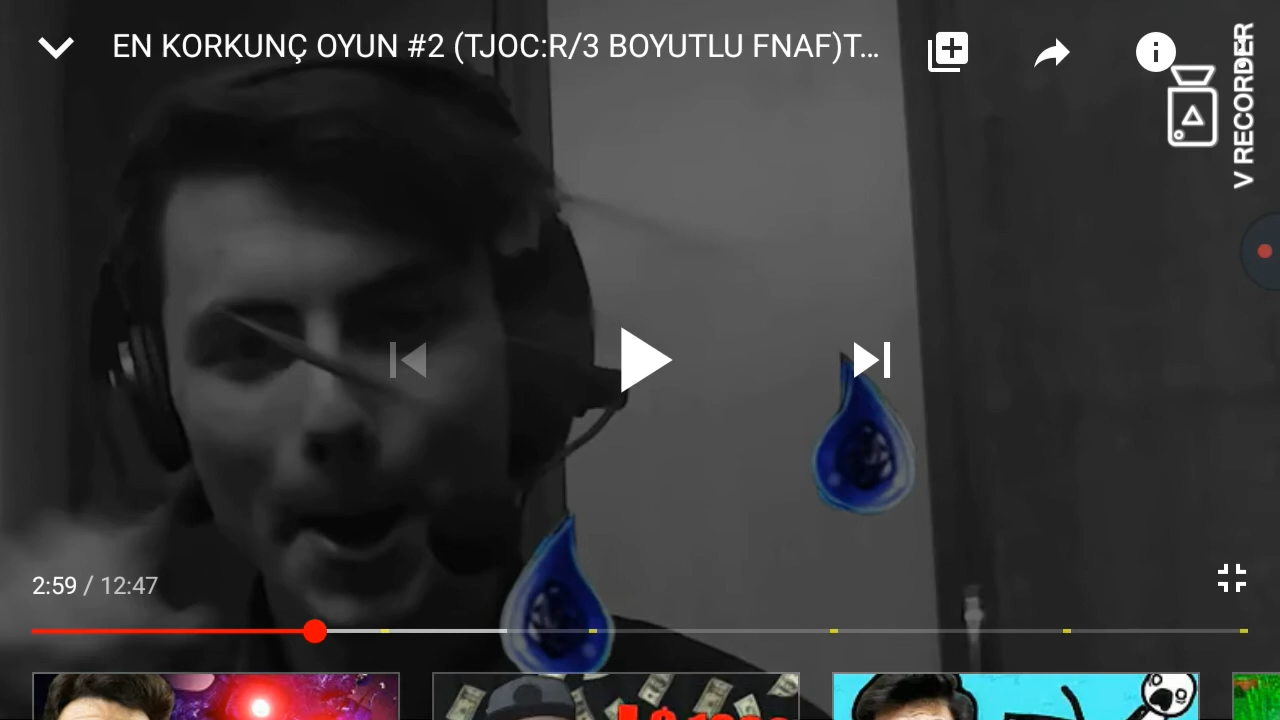 EN KORKUNÇ OYUN #2 (TJOC:R/3 BOYUTLU FNAF)T...
V RECORDER
2:59 / 12:47